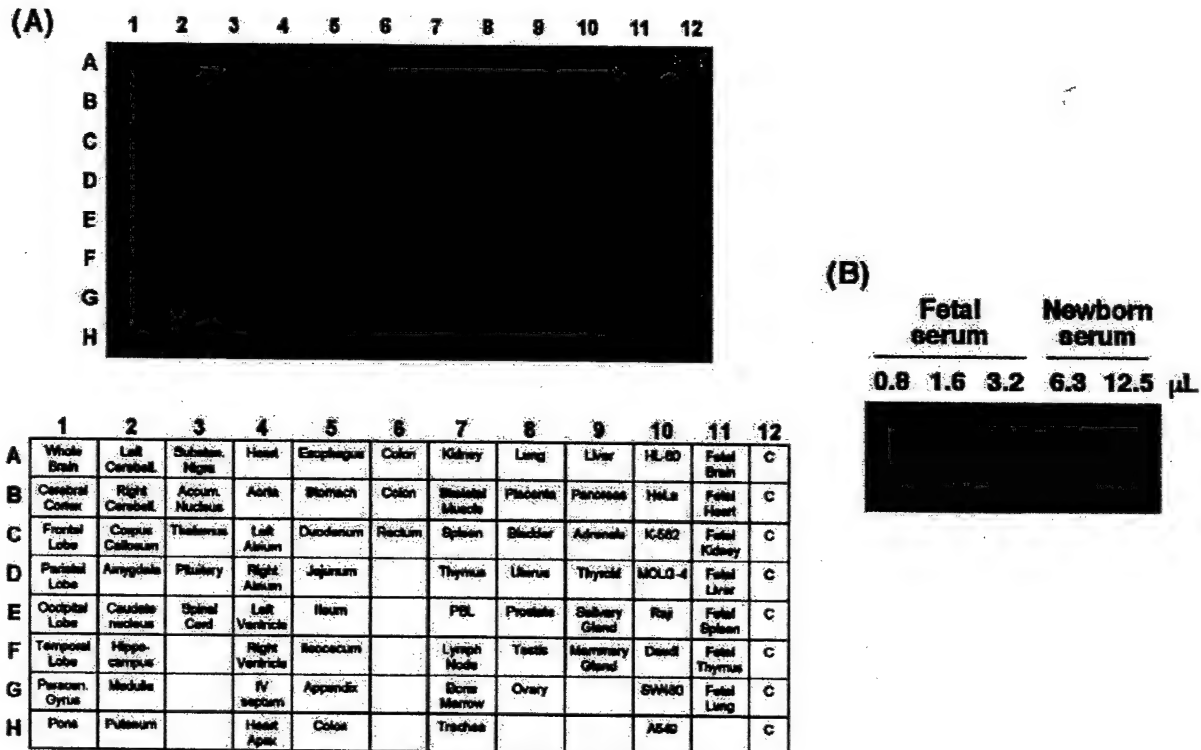 (A)
1 2 3 4 5 6 7 8 9 10 11 12
A
B
C
D
E
F
G
H
(B)
Fetal serum
Newborn serum
0.8 1.6 3.2 6.3 12.5 µL
1 2 3 4 5 6 7 8 9 10 11 12
A Whole Brain Left Cerebell. Substan. Nigra Heart Esophagus Colon Kidney Lung Liver HL-60 Fetal Brain C
B Cerebral Cortex Right Cerebell. Accum. Nucleus Aorta Stomach Colon Skeletal Muscle Placenta Pancreas HeLa Fetal Heart C
C Frontal Lobe Corpus Callosum Thalamus Left Atrium Duodenum Rectum Spleen Bladder Adrenals K-562 Fetal Kidney C
D Parietal Lobe Amygdala Pituitary Right Atrium Jejunum Thymus Uterus Thyroid MOLG-4 Fetal Liver C
E Occipital Lobe Caudate nucleus Spinal Cord Left Ventricle Ileum PBL Prostate Salivary Gland Raji Fetal Spleen C
F Temporal Lobe Hippo-campus Right Ventricle Ileocecum Lymph Node Testis Mammary Gland Daudi Fetal Thymus C
G Paracen. Gyrus Medulla IV septum Appendix Bone Marrow Ovary SW480 Fetal Lung C
H Pons Putamen Heart Apex Colon Trachea A549 C